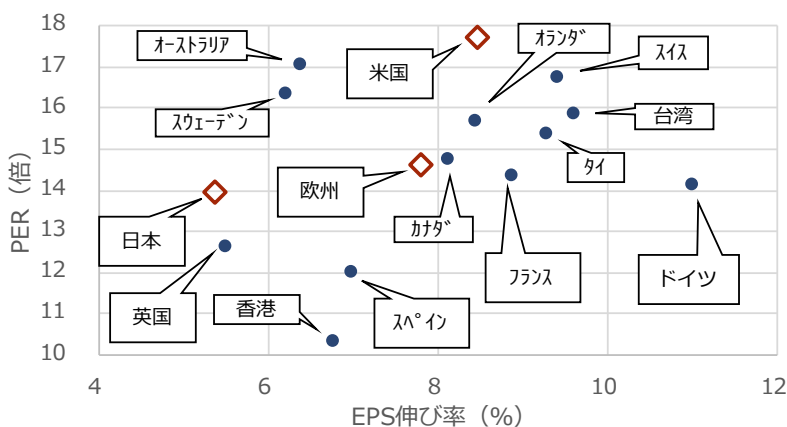 18
17
16
15
14
13
12
11
10
PER（倍）
ｵｰｽﾄﾗﾘｱ
米国
ｵﾗﾝﾀﾞ
ｽｲｽ
ｽｳｪｰﾃﾞﾝ
台湾
ﾀｲ
欧州
ｶﾅﾀﾞ
日本
ﾌﾗﾝｽ
ドイツ
英国
香港
ｽﾍﾟｲﾝ
4 6 8 10 12
EPS伸び率（%）